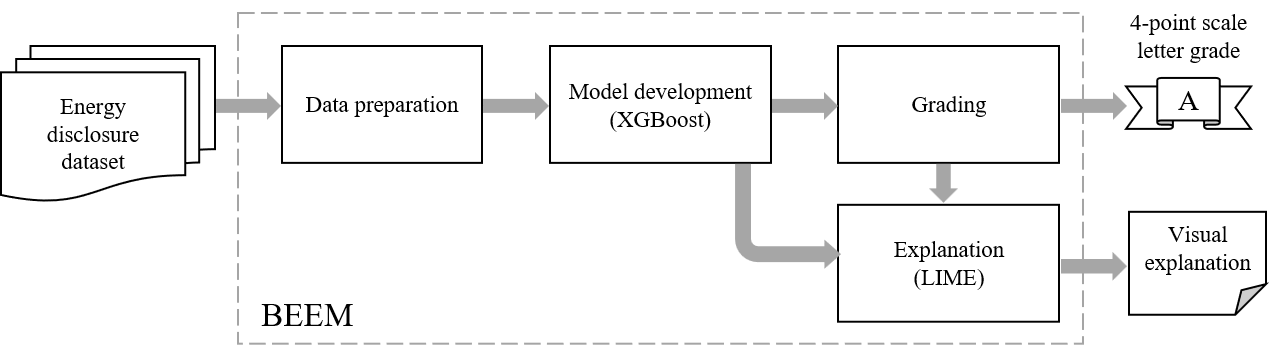 Energy
disclosure
dataset
Data preparation
Model development
(XGBoost)
Grading
4-point scale
letter grade
A
Explanation
(LIME)
Visual
explanation
BEEM